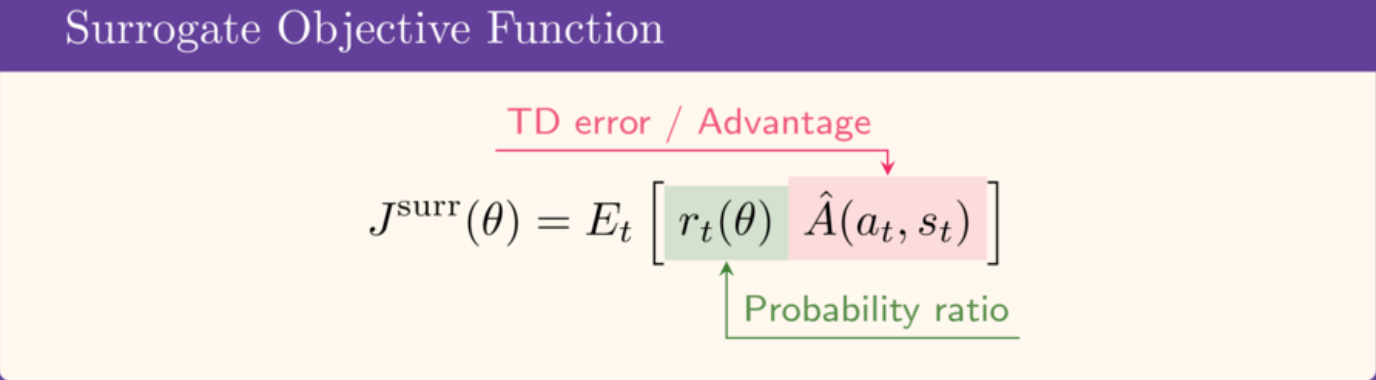 Surrogate Objective Function
TD error / Advantage
J^surr(θ) = E_t [ r_t(θ) Â(a_t, s_t) ]
Probability ratio